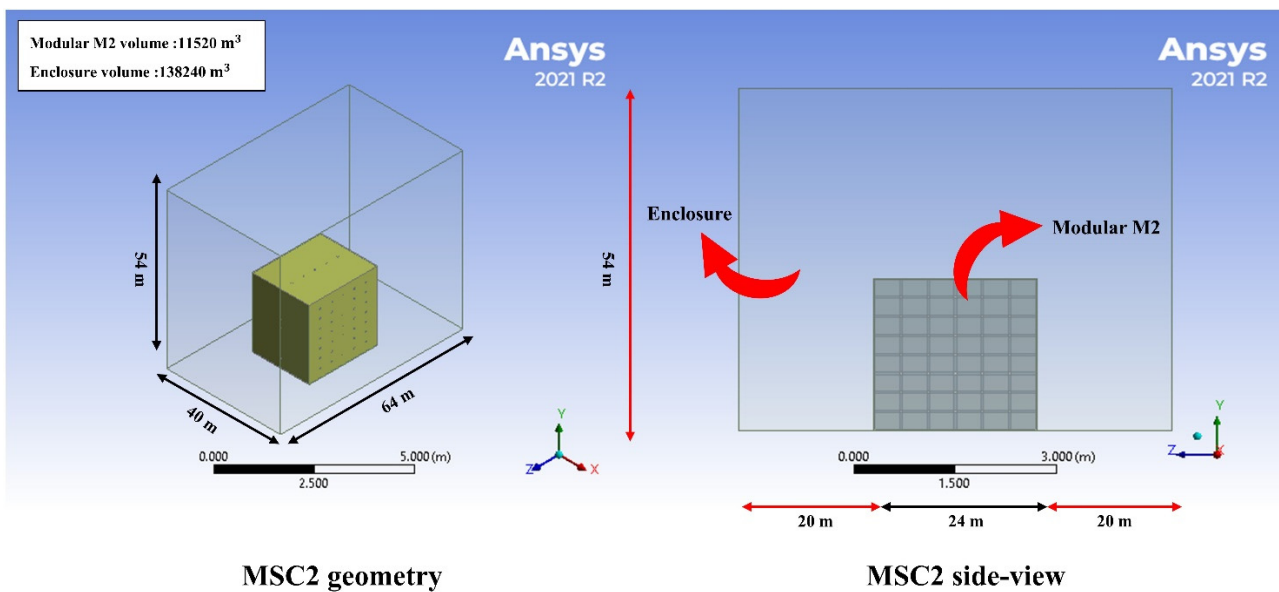 Modular M2 volume :11520 m³
Enclosure volume :138240 m³
Ansys
2021 R2
54 m
40 m
64 m
Y
Z
X
0.000
5.000 (m)
2.500
MSC2 geometry
Ansys
2021 R2
54 m
Enclosure
Modular M2
Y
Z
X
0.000
3.000 (m)
1.500
20 m
24 m
20 m
MSC2 side-view